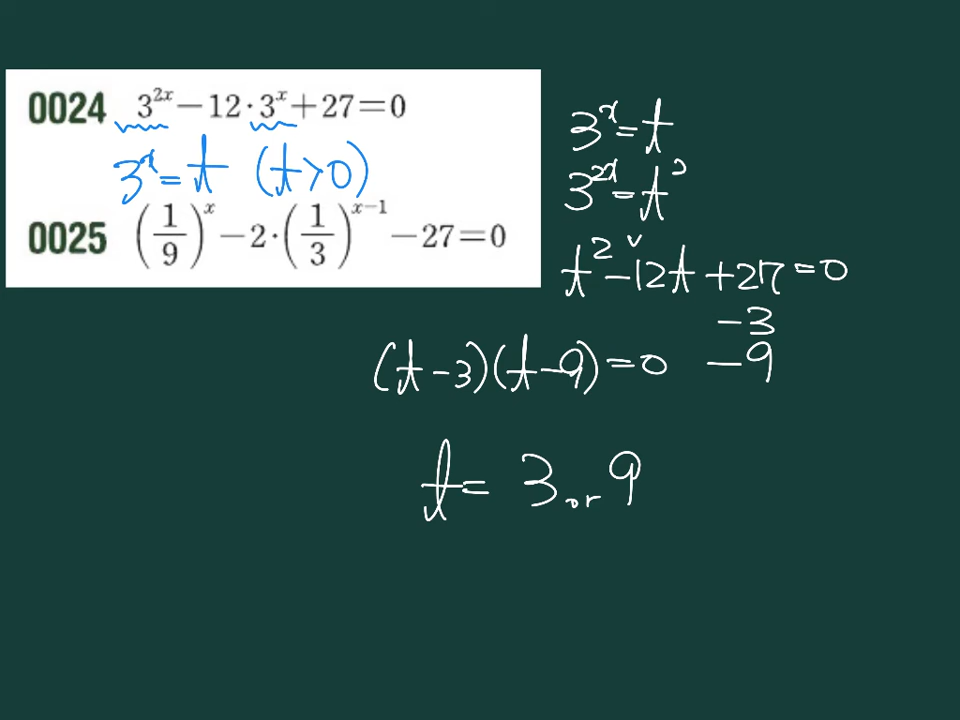 0024 3^{2x} − 12 · 3^x + 27 = 0
3^x = t (t > 0)
0025 (1/9)^x − 2 · (1/3)^{x−1} − 27 = 0
3^x = t
3^{2x} = t^2
t^2 − 12t + 27 = 0
−3
(t − 3)(t − 9) = 0 −9
t = 3 or 9